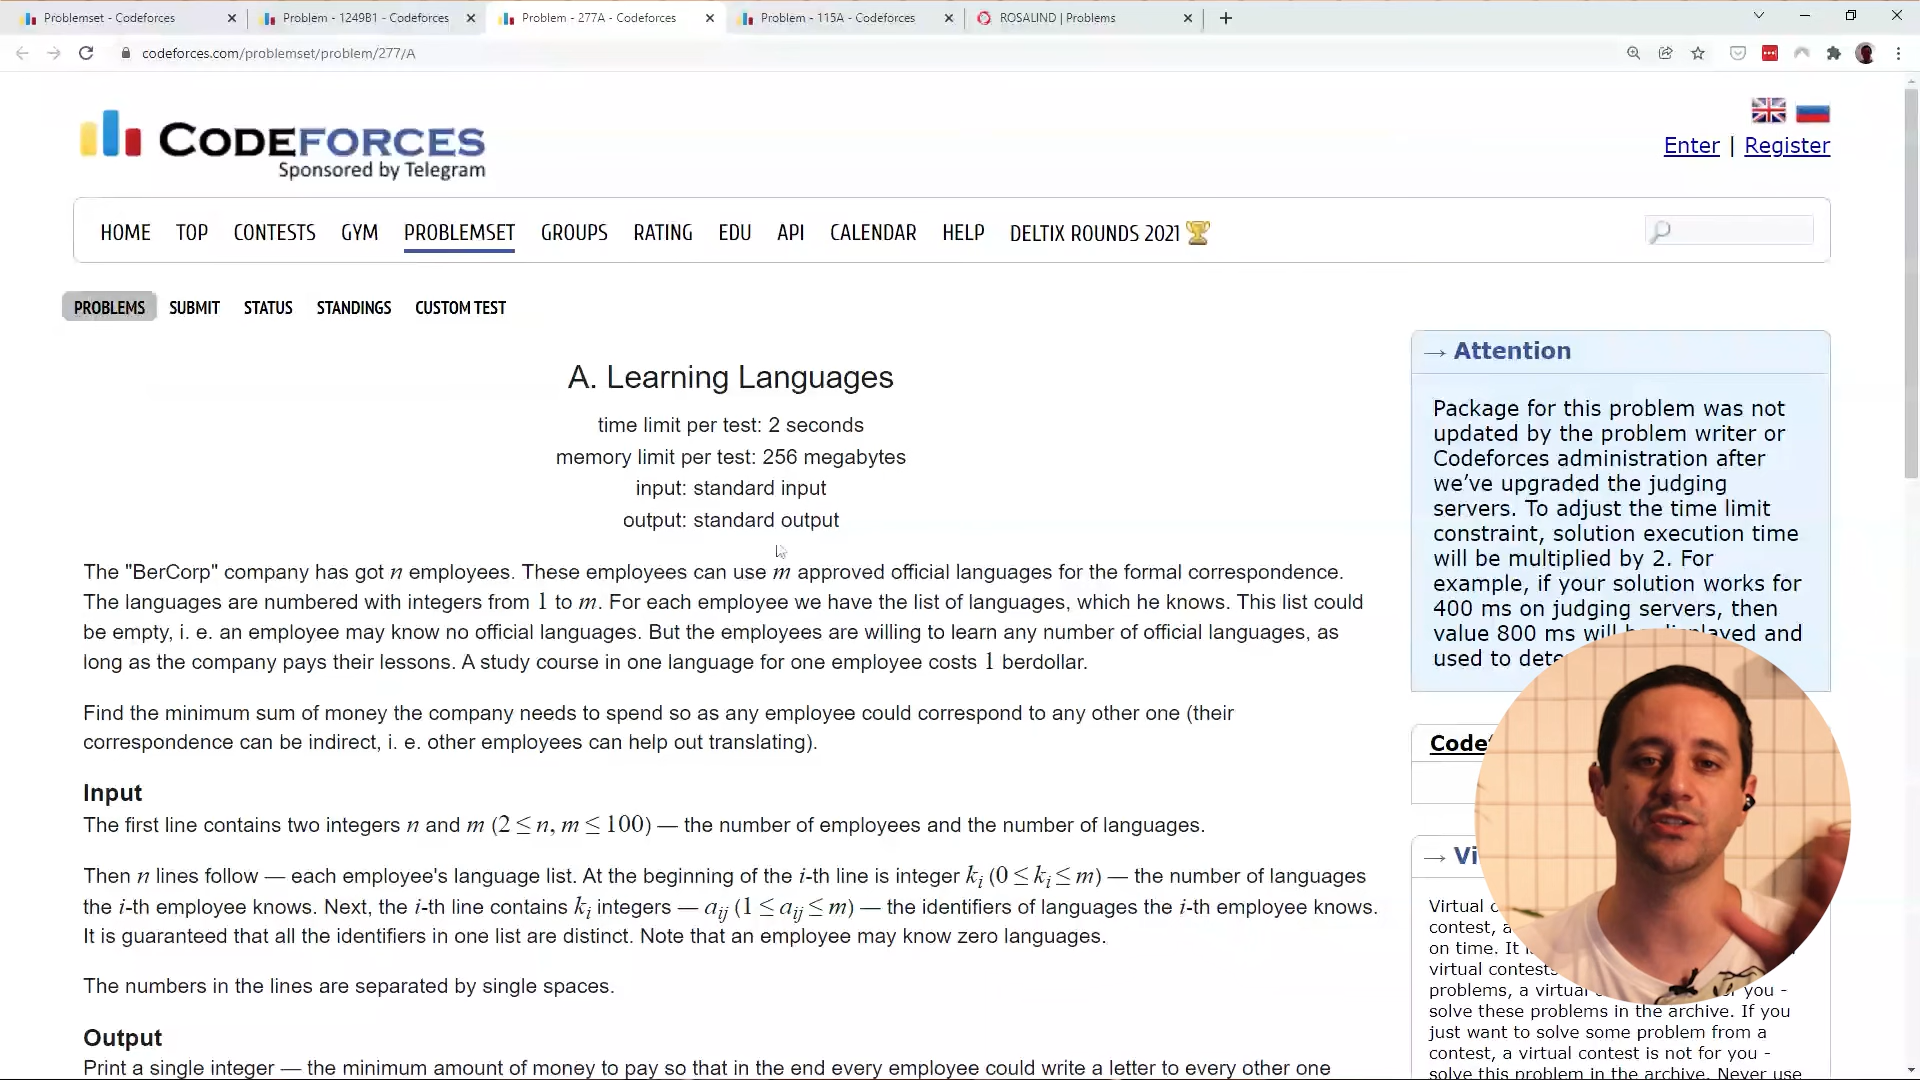 Problemset - Codeforces
Problem - 1249B1 - Codeforces
Problem - 277A - Codeforces
Problem - 115A - Codeforces
ROSALIND | Problems
codeforces.com/problemset/problem/277/A
CODEFORCES
Sponsored by Telegram
Enter | Register
HOME TOP CONTESTS GYM PROBLEMSET GROUPS RATING EDU API CALENDAR HELP DELTIX ROUNDS 2021
PROBLEMS SUBMIT STATUS STANDINGS CUSTOM TEST
A. Learning Languages
time limit per test: 2 seconds
memory limit per test: 256 megabytes
input: standard input
output: standard output
The "BerCorp" company has got n employees. These employees can use m approved official languages for the formal correspondence.
The languages are numbered with integers from 1 to m. For each employee we have the list of languages, which he knows. This list could
be empty, i. e. an employee may know no official languages. But the employees are willing to learn any number of official languages, as
long as the company pays their lessons. A study course in one language for one employee costs 1 berdollar.
Find the minimum sum of money the company needs to spend so as any employee could correspond to any other one (their
correspondence can be indirect, i. e. other employees can help out translating).
Input
The first line contains two integers n and m (2 ≤ n, m ≤ 100) — the number of employees and the number of languages.
Then n lines follow — each employee's language list. At the beginning of the i-th line is integer ki (0 ≤ ki ≤ m) — the number of languages
the i-th employee knows. Next, the i-th line contains ki integers — aij (1 ≤ aij ≤ m) — the identifiers of languages the i-th employee knows.
It is guaranteed that all the identifiers in one list are distinct. Note that an employee may know zero languages.
The numbers in the lines are separated by single spaces.
Output
Print a single integer — the minimum amount of money to pay so that in the end every employee could write a letter to every other one
→ Attention
Package for this problem was not
updated by the problem writer or
Codeforces administration after
we've upgraded the judging
servers. To adjust the time limit
constraint, solution execution time
will be multiplied by 2. For
example, if your solution works for
400 ms on judging servers, then
value 800 ms will and
used to
Virtual
contest,
on time. It
virtual contests
problems, a virtual you -
solve these problems in the archive. If you
just want to solve some problem from a
contest, a virtual contest is not for you -
solve this problem in the archive. Never use